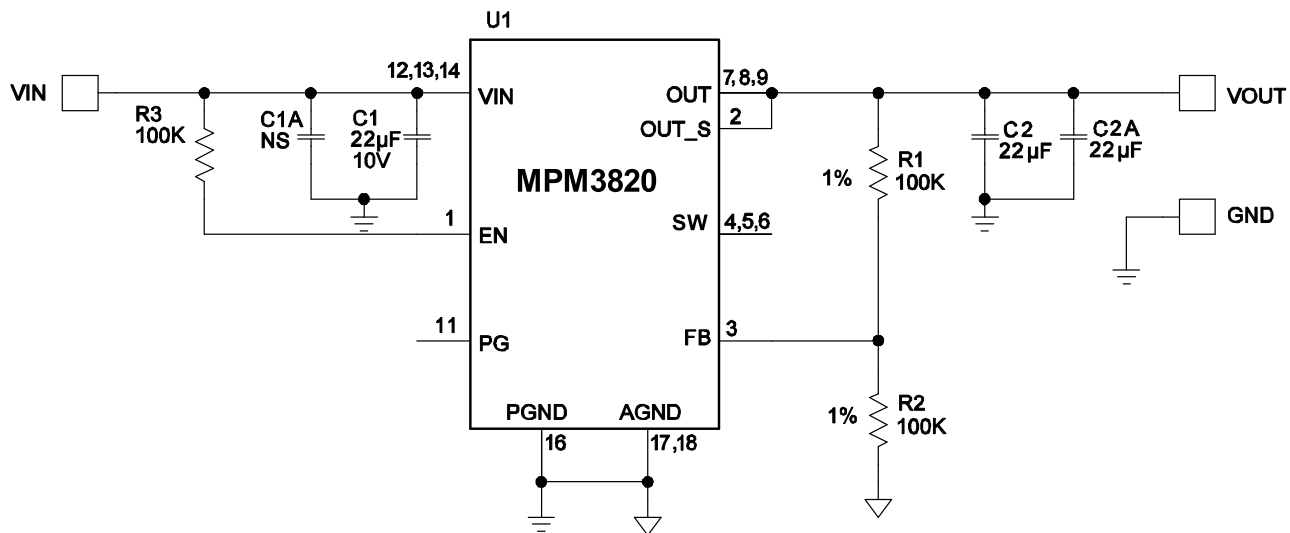 U1
12,13,14
7,8,9
VIN
VIN
OUT
VOUT
2
OUT_S
R3
100K
C1A
NS
C1
22µF
10V
MPM3820
1%
R1
100K
C2
22µF
C2A
22µF
1
EN
SW
4,5,6
GND
11
PG
FB
3
1%
R2
100K
PGND
AGND
16
17,18